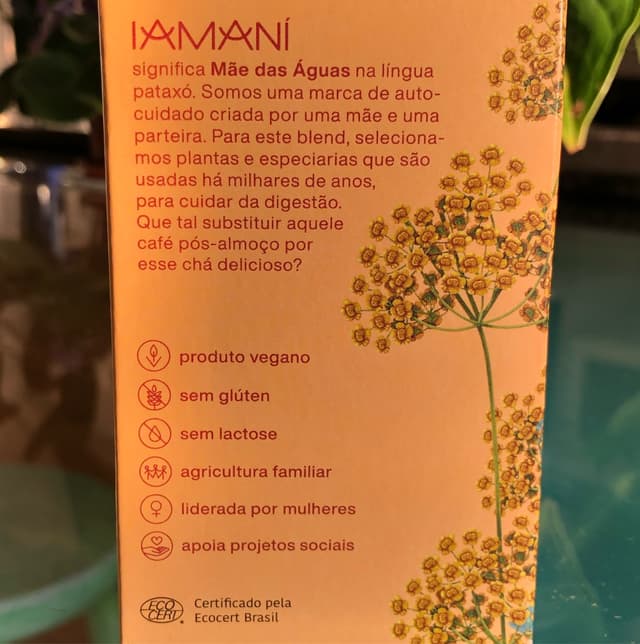 IAMANÍ
significa Mãe das Águas na língua
pataxó. Somos uma marca de auto-
cuidado criada por uma mãe e uma
parteira. Para este blend, seleciona-
mos plantas e especiarias que são
usadas há milhares de anos,
para cuidar da digestão.
Que tal substituir aquele
café pós-almoço por
esse chá delicioso?
produto vegano
sem glúten
sem lactose
agricultura familiar
liderada por mulheres
apoia projetos sociais
ECO
CERT
Certificado pela
Ecocert Brasil